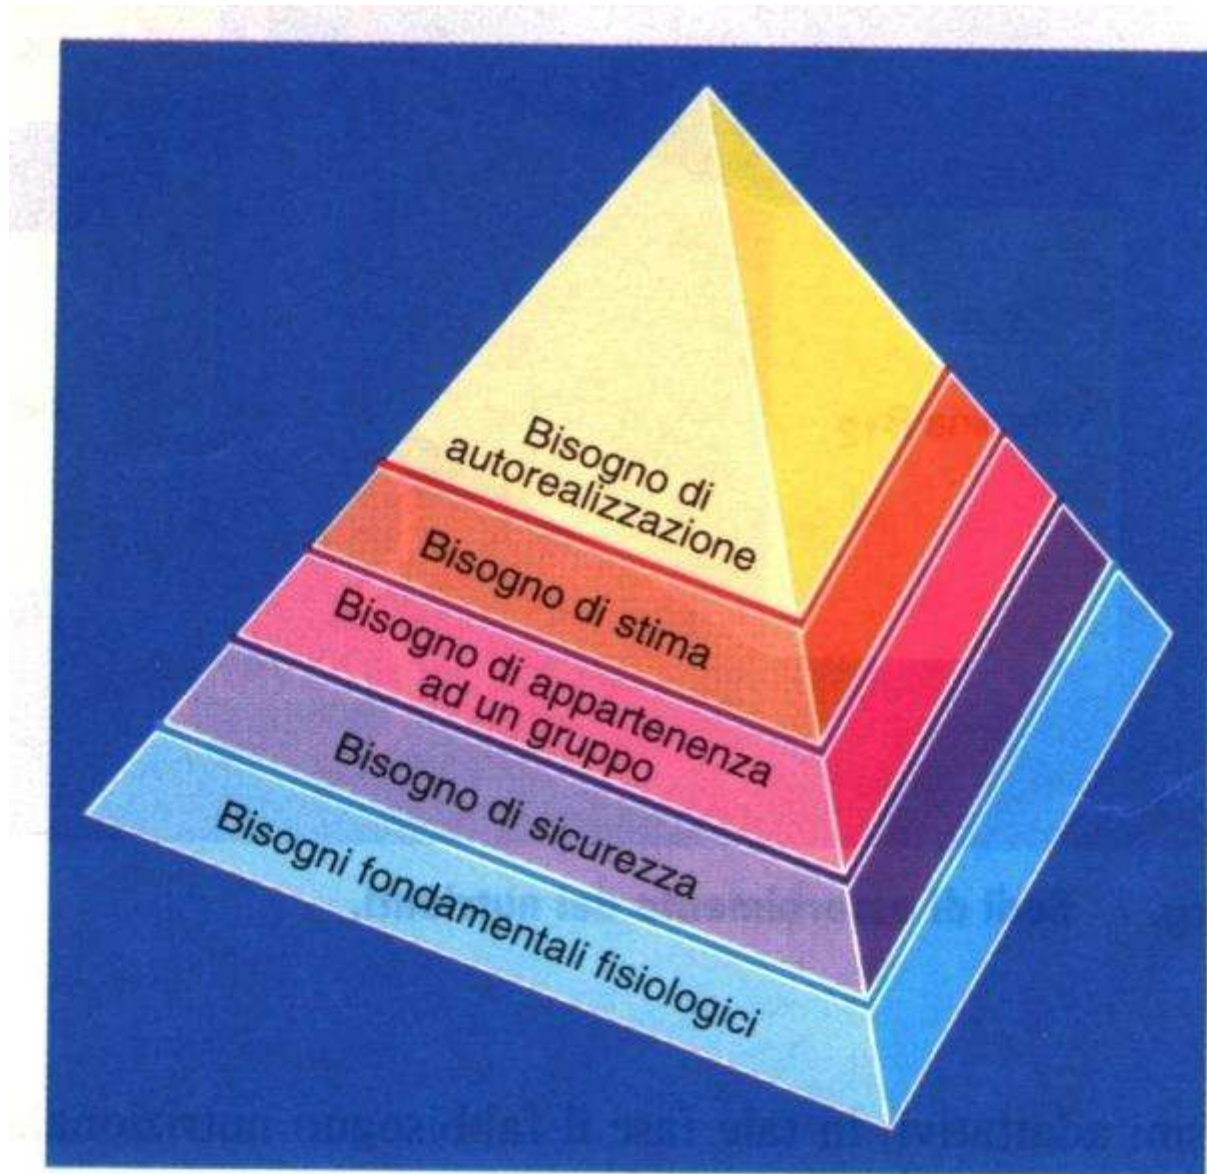 Bisogno di
autorealizzazione
Bisogno di stima
Bisogno di appartenenza
ad un gruppo
Bisogno di sicurezza
Bisogni fondamentali fisiologici